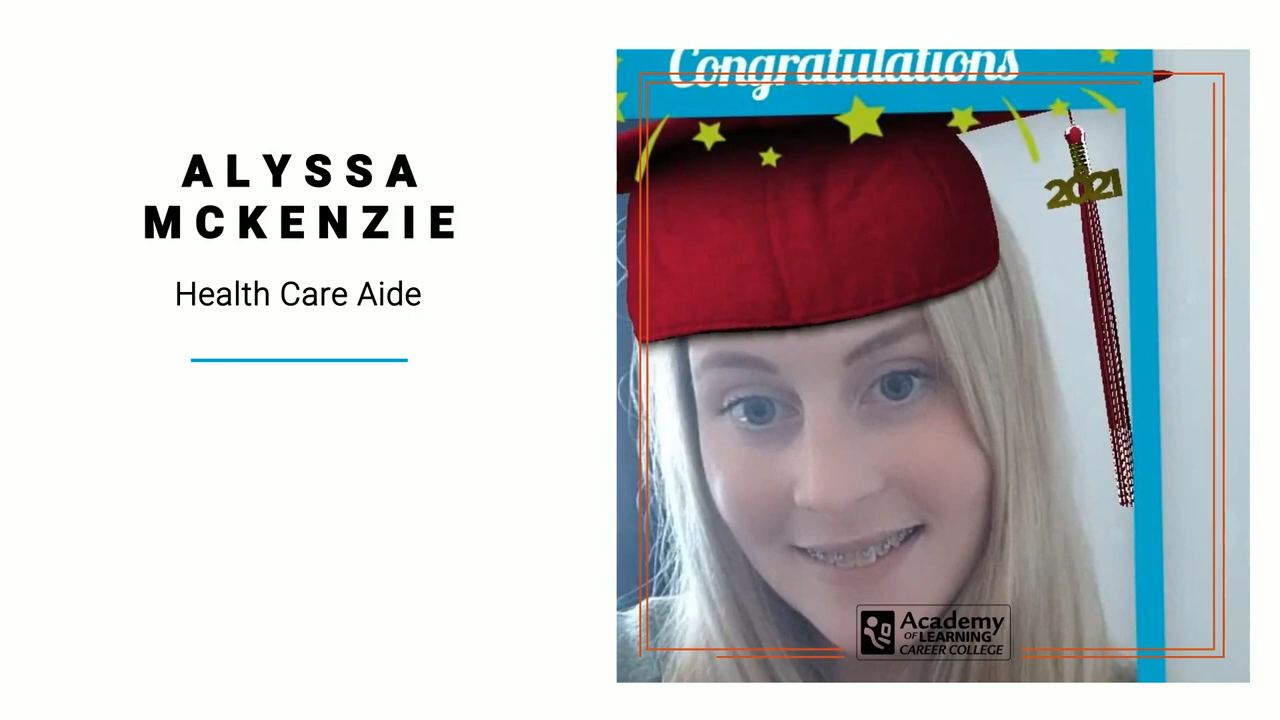 ALYSSA
MCKENZIE
Health Care Aide
Congratulations
2021
Academy
OF LEARNING
CAREER COLLEGE